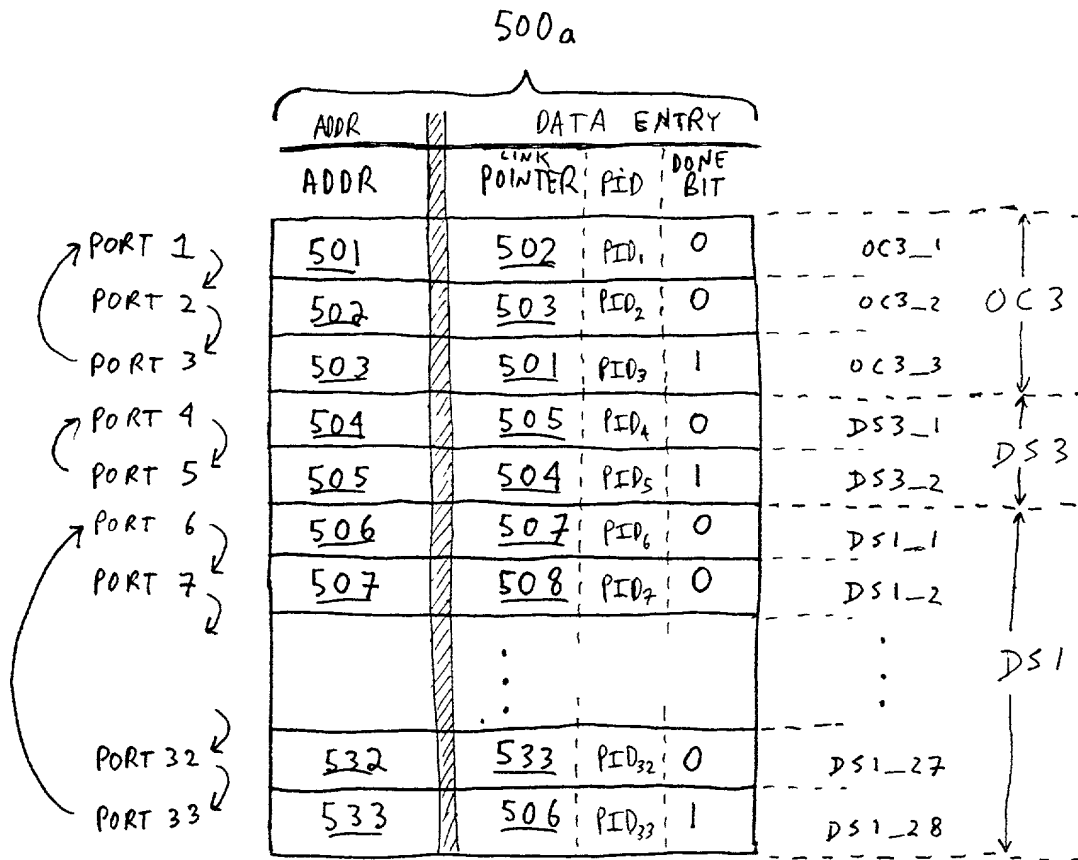 500a
ADDR DATA ENTRY
ADDR LINK POINTER PID DONE BIT
PORT 1 501 502 PID1 0 OC3_1
PORT 2 502 503 PID2 0 OC3_2 OC3
PORT 3 503 501 PID3 1 OC3_3
PORT 4 504 505 PID4 0 DS3_1
PORT 5 505 504 PID5 1 DS3_2 DS3
PORT 6 506 507 PID6 0 DS1_1
PORT 7 507 508 PID7 0 DS1_2
DS1
PORT 32 532 533 PID32 0 DS1_27
PORT 33 533 506 PID33 1 DS1_28